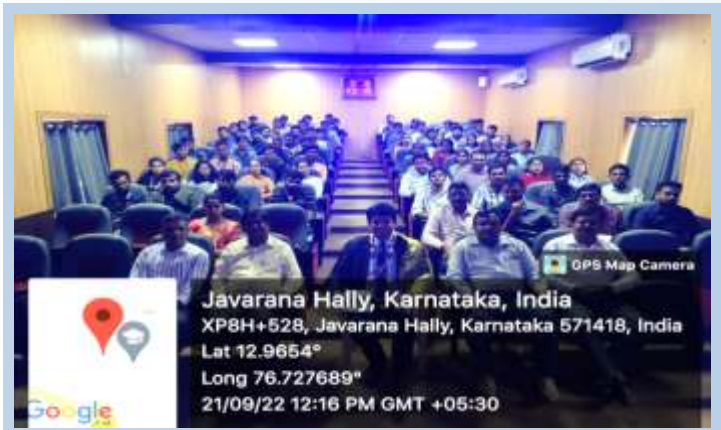 GPS Map Camera
Javarana Hally, Karnataka, India
XP8H+528, Javarana Hally, Karnataka 571418, India
Lat 12.9654°
Long 76.727689°
21/09/22 12:16 PM GMT +05:30
Google